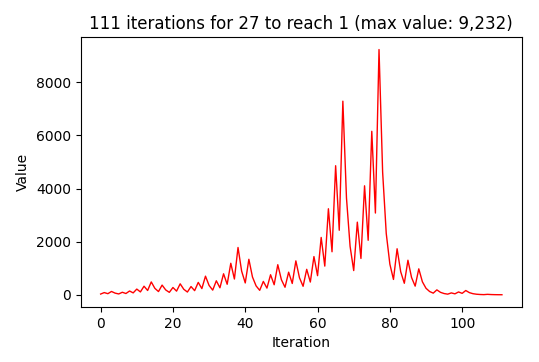 111 iterations for 27 to reach 1 (max value: 9,232)
8000
6000
4000
2000
0
Value
0 20 40 60 80 100
Iteration